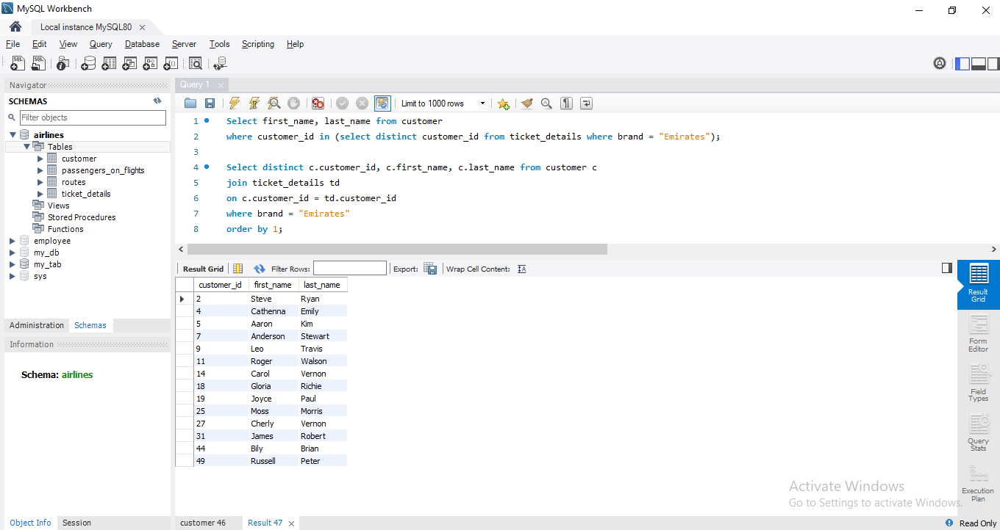 MySQL Workbench
Local instance MySQL80
File Edit View Query Database Server Tools Scripting Help
Navigator
SCHEMAS
Filter objects
airlines
Tables
customer
passengers_on_flights
routes
ticket_details
Views
Stored Procedures
Functions
employee
my_db
my_tab
sys
Administration Schemas
Information
Schema: airlines
Object Info Session
Query 1
Limit to 1000 rows
1 Select first_name, last_name from customer
2 where customer_id in (select distinct customer_id from ticket_details where brand = "Emirates");
3
4 Select distinct c.customer_id, c.first_name, c.last_name from customer c
5 join ticket_details td
6 on c.customer_id = td.customer_id
7 where brand = "Emirates"
8 order by 1;
Result Grid Filter Rows: Export: Wrap Cell Content:
customer_id first_name last_name
2 Steve Ryan
4 Cathenna Emily
5 Aaron Kim
7 Anderson Stewart
9 Leo Travis
11 Roger Walson
14 Carol Vernon
18 Gloria Richie
19 Joyce Paul
25 Moss Morris
27 Cherly Vernon
31 James Robert
44 Bily Brian
49 Russell Peter
Result
Grid
Form
Editor
Field
Types
Query
Stats
Execution
Plan
Activate Windows
Go to Settings to activate Windows.
customer 46 Result 47
Read Only